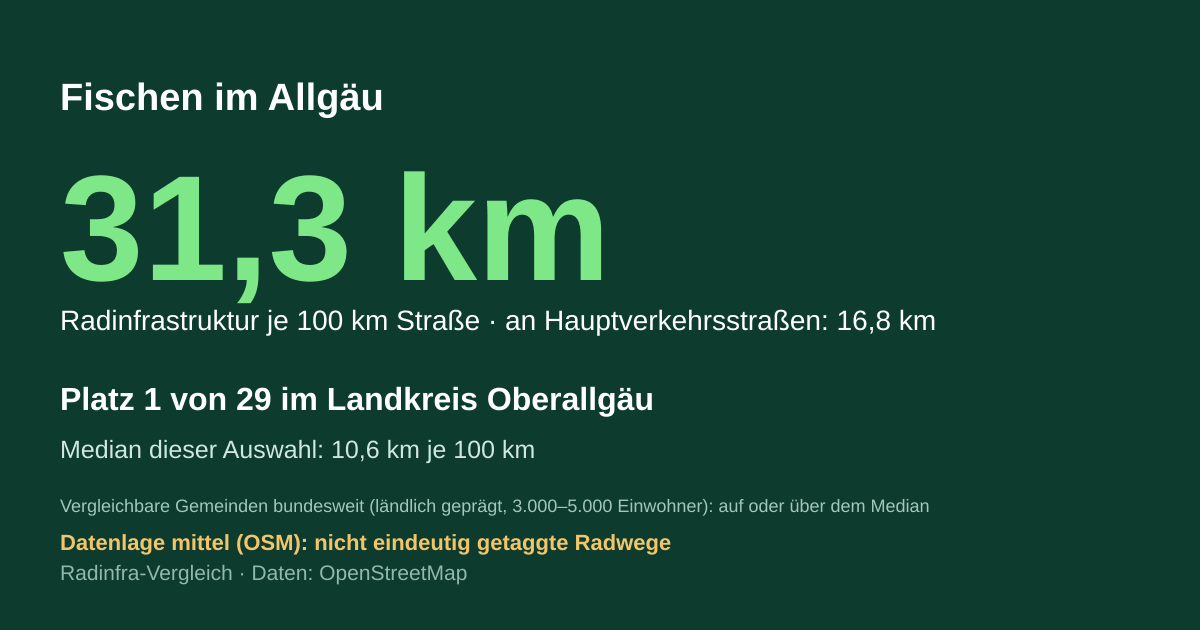 Fischen im Allgäu
31,3 km
Radinfrastruktur je 100 km Straße · an Hauptverkehrsstraßen: 16,8 km
Platz 1 von 29 im Landkreis Oberallgäu
Median dieser Auswahl: 10,6 km je 100 km
Vergleichbare Gemeinden bundesweit (ländlich geprägt, 3.000–5.000 Einwohner): auf oder über dem Median
Datenlage mittel (OSM): nicht eindeutig getaggte Radwege
Radinfra-Vergleich · Daten: OpenStreetMap